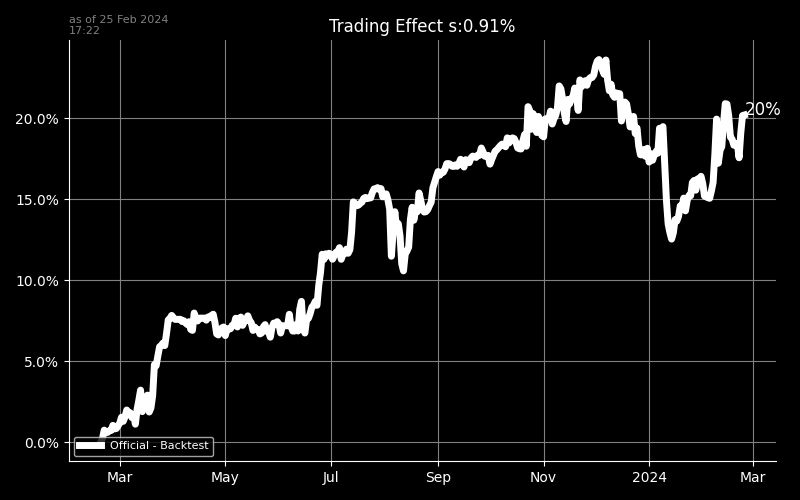 as of 25 Feb 2024
17:22
Trading Effect s:0.91%
20.0%
15.0%
10.0%
5.0%
0.0%
20%
Official - Backtest
Mar
May
Jul
Sep
Nov
2024
Mar